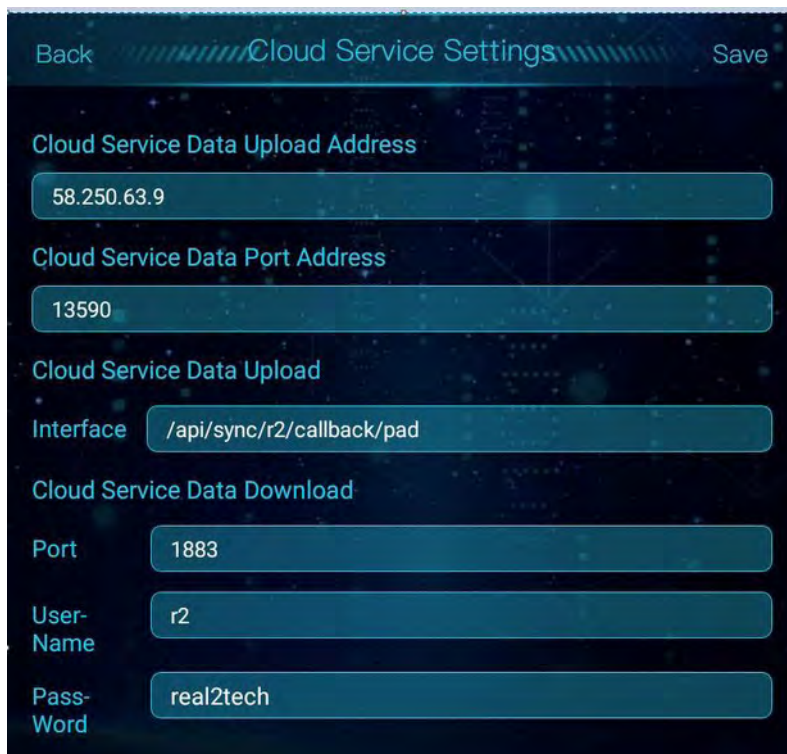 Back Cloud Service Settings Save
Cloud Service Data Upload Address
58.250.63.9
Cloud Service Data Port Address
13590
Cloud Service Data Upload
Interface /api/sync/r2/callback/pad
Cloud Service Data Download
Port 1883
User-
Name r2
Pass-
Word real2tech